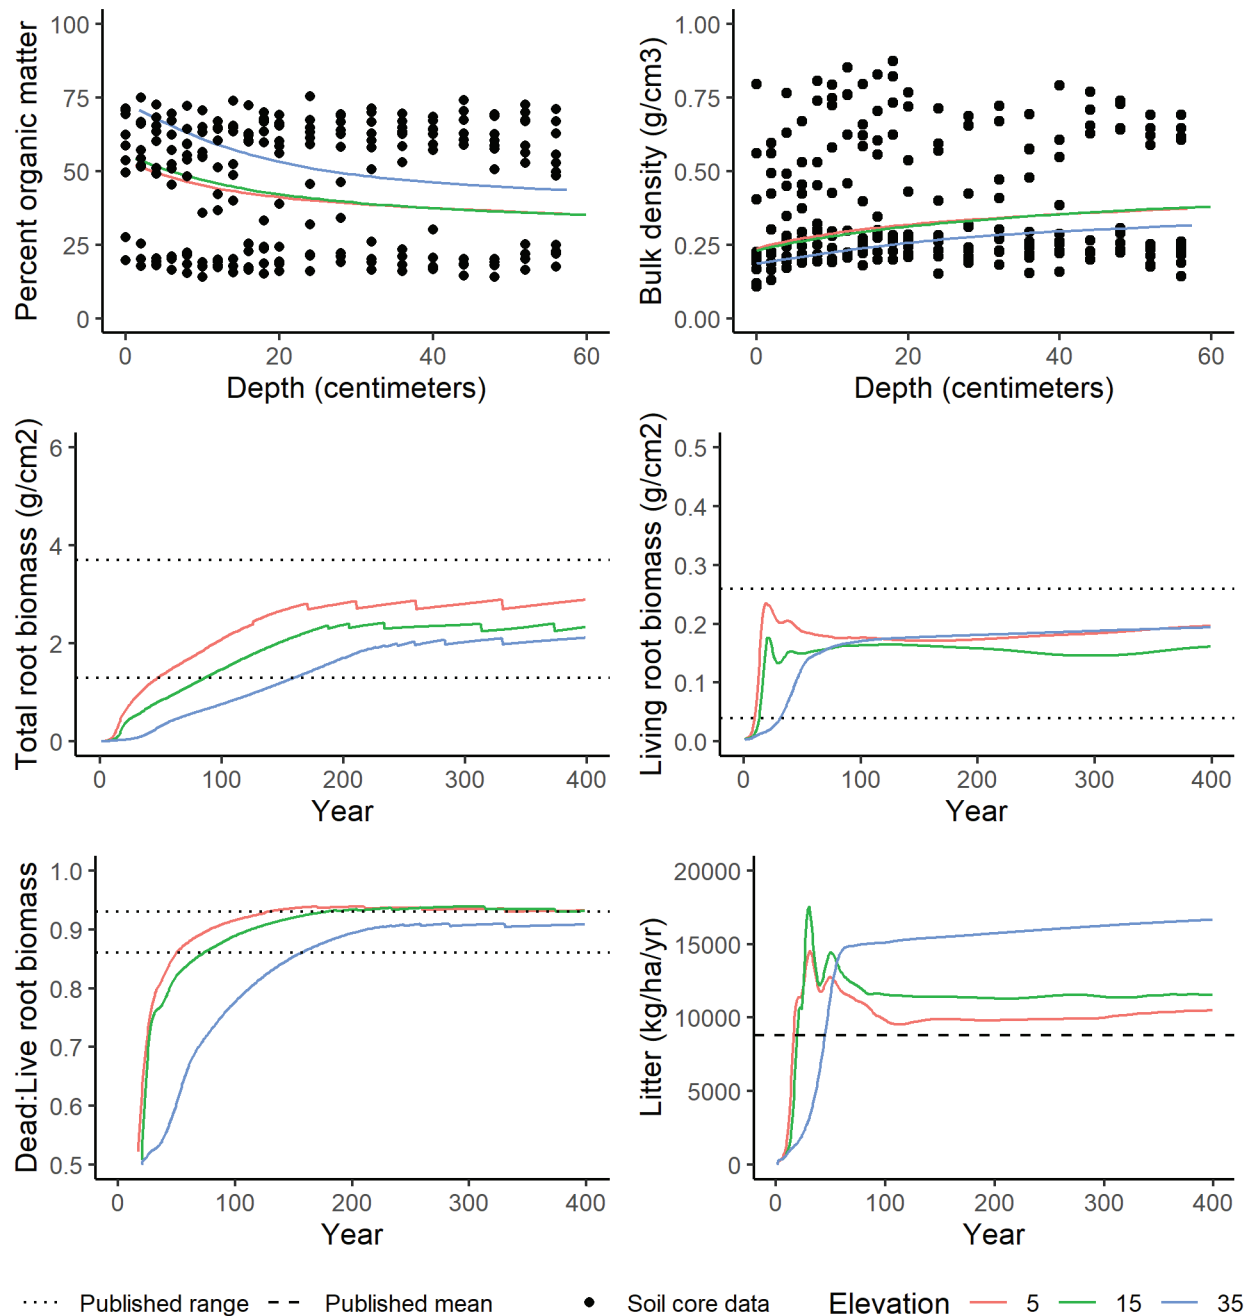 Percent organic matter
100
75
50
25
0
0 20 40 60
Depth (centimeters)
Bulk density (g/cm3)
1.00
0.75
0.50
0.25
0.00
0 20 40 60
Depth (centimeters)
Total root biomass (g/cm2)
6
4
2
0
0 100 200 300 400
Year
Living root biomass (g/cm2)
0.5
0.4
0.3
0.2
0.1
0.0
0 100 200 300 400
Year
Dead:Live root biomass
1.0
0.9
0.8
0.7
0.6
0.5
0 100 200 300 400
Year
Litter (kg/ha/yr)
20000
15000
10000
5000
0
0 100 200 300 400
Year
Published range Published mean Soil core data Elevation 5 15 35